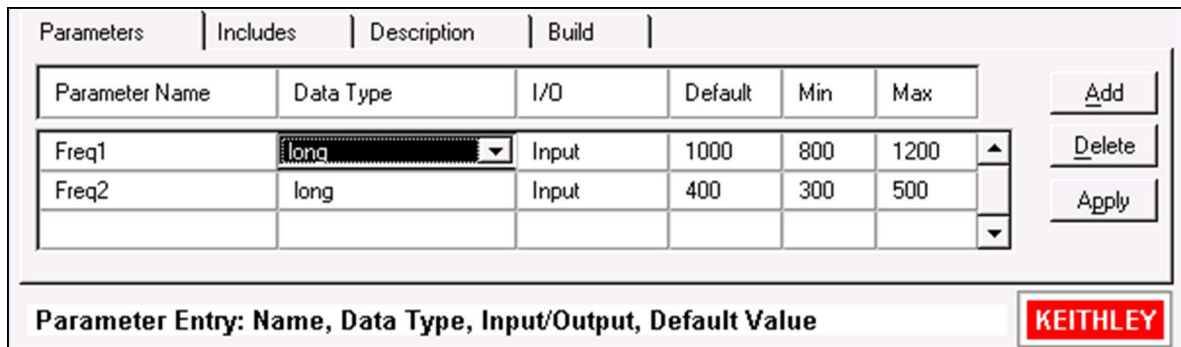 Parameters Includes Description Build
Parameter Name Data Type I/O Default Min Max Add
Freq1 long Input 1000 800 1200 Delete
Freq2 long Input 400 300 500 Apply
Parameter Entry: Name, Data Type, Input/Output, Default Value KEITHLEY